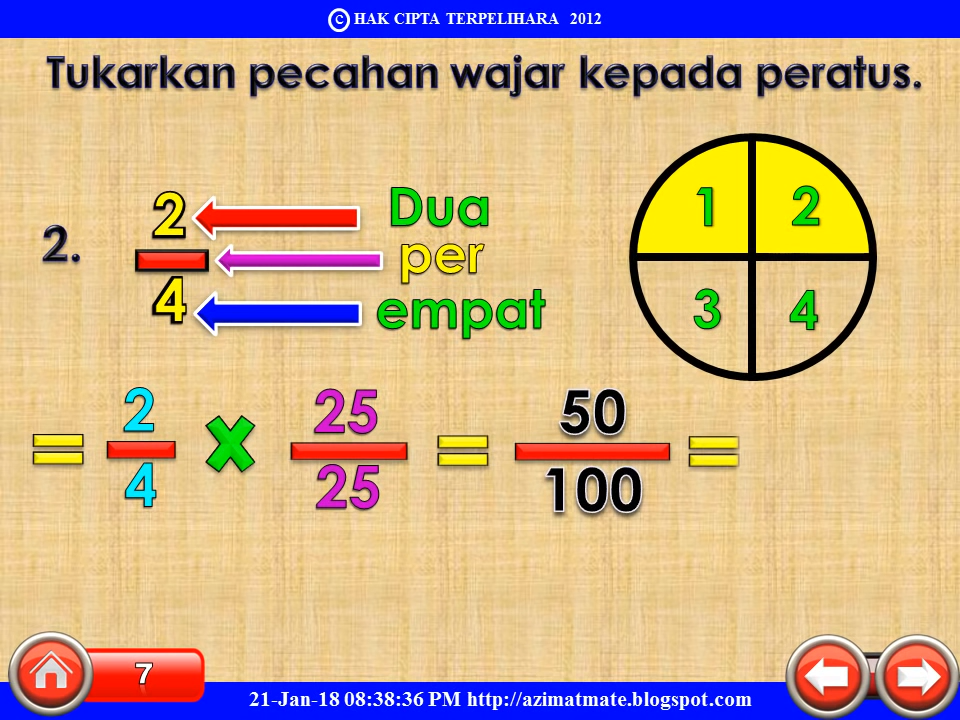 C HAK CIPTA TERPELIHARA 2012
Tukarkan pecahan wajar kepada peratus.
2.
2
4
Dua
per
empat
1 2
3 4
= 2/4 × 25/25 = 50/100 =
7
21-Jan-18 08:38:36 PM http://azimatmate.blogspot.com